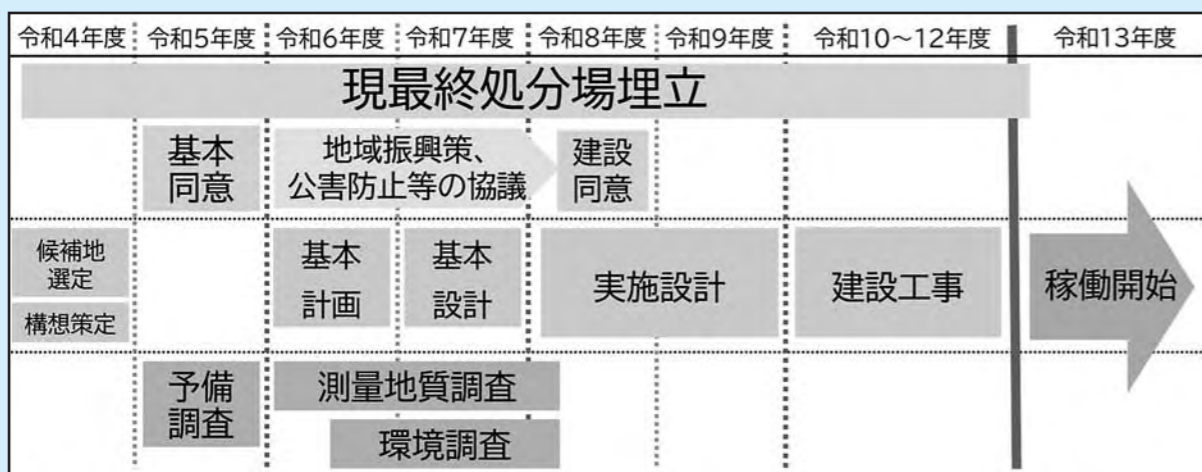 令和4年度 令和5年度 令和6年度 令和7年度 令和8年度 令和9年度 令和10～12年度 令和13年度
現最終処分場埋立
基本
同意
地域振興策、
公害防止等の協議
建設
同意
候補地
選定
構想策定
基本
計画
基本
設計
実施設計
建設工事
稼働開始
予備
調査
測量地質調査
環境調査